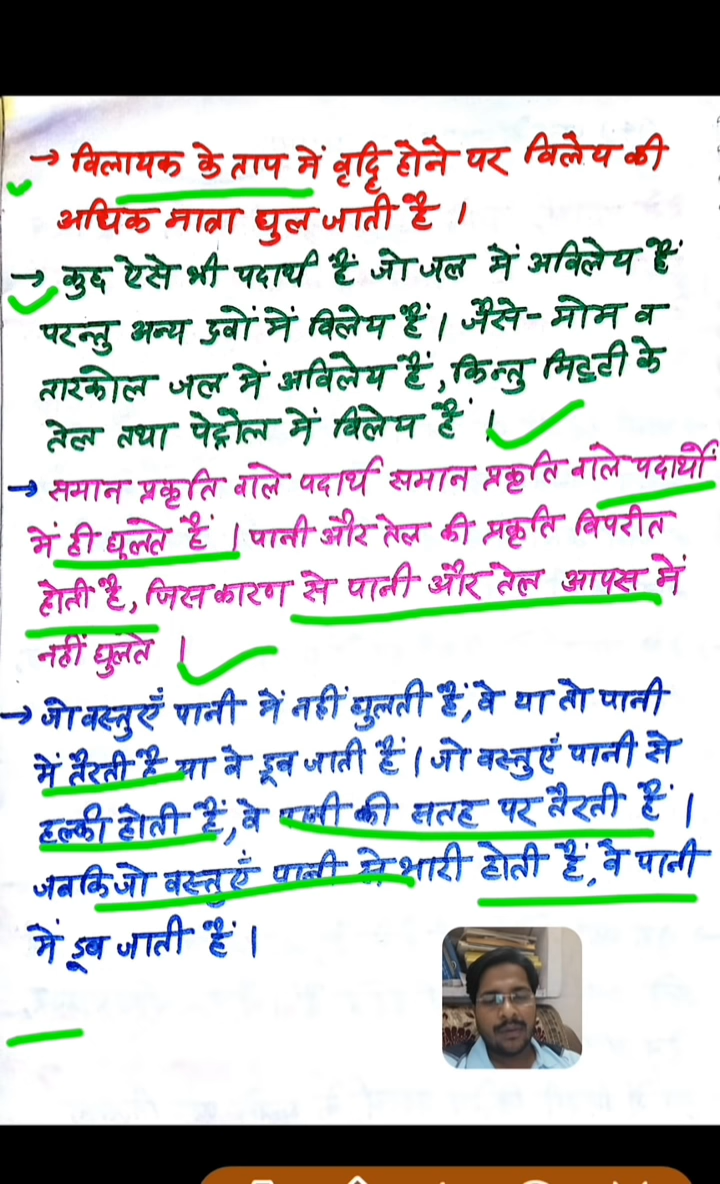 → विलायक के ताप में वृद्धि होने पर विलेय की
अधिक मात्रा घुल जाती है ।
→ कुछ ऐसे भी पदार्थ हैं जो जल में अविलेय हैं
परन्तु अन्य द्रवों में विलेय हैं । जैसे - मोम व
तारकोल जल में अविलेय हैं , किन्तु मिट्टी के
तेल तथा पेट्रोल में विलेय हैं ।
→ समान प्रकृति वाले पदार्थ समान प्रकृति वाले पदार्थों
में ही घुलते हैं । पानी और तेल की प्रकृति विपरीत
होती है , जिस कारण से पानी और तेल आपस में
नहीं घुलते ।
→ जो वस्तुएँ पानी में नहीं घुलती हैं , वे या तो पानी
में तैरती है या वे डूब जाती हैं । जो वस्तुएं पानी से
हल्की होती हैं , वे पानी की सतह पर तैरती हैं ।
जबकि जो वस्तुएँ पानी से भारी होती हैं , वे पानी
में डूब जाती हैं ।